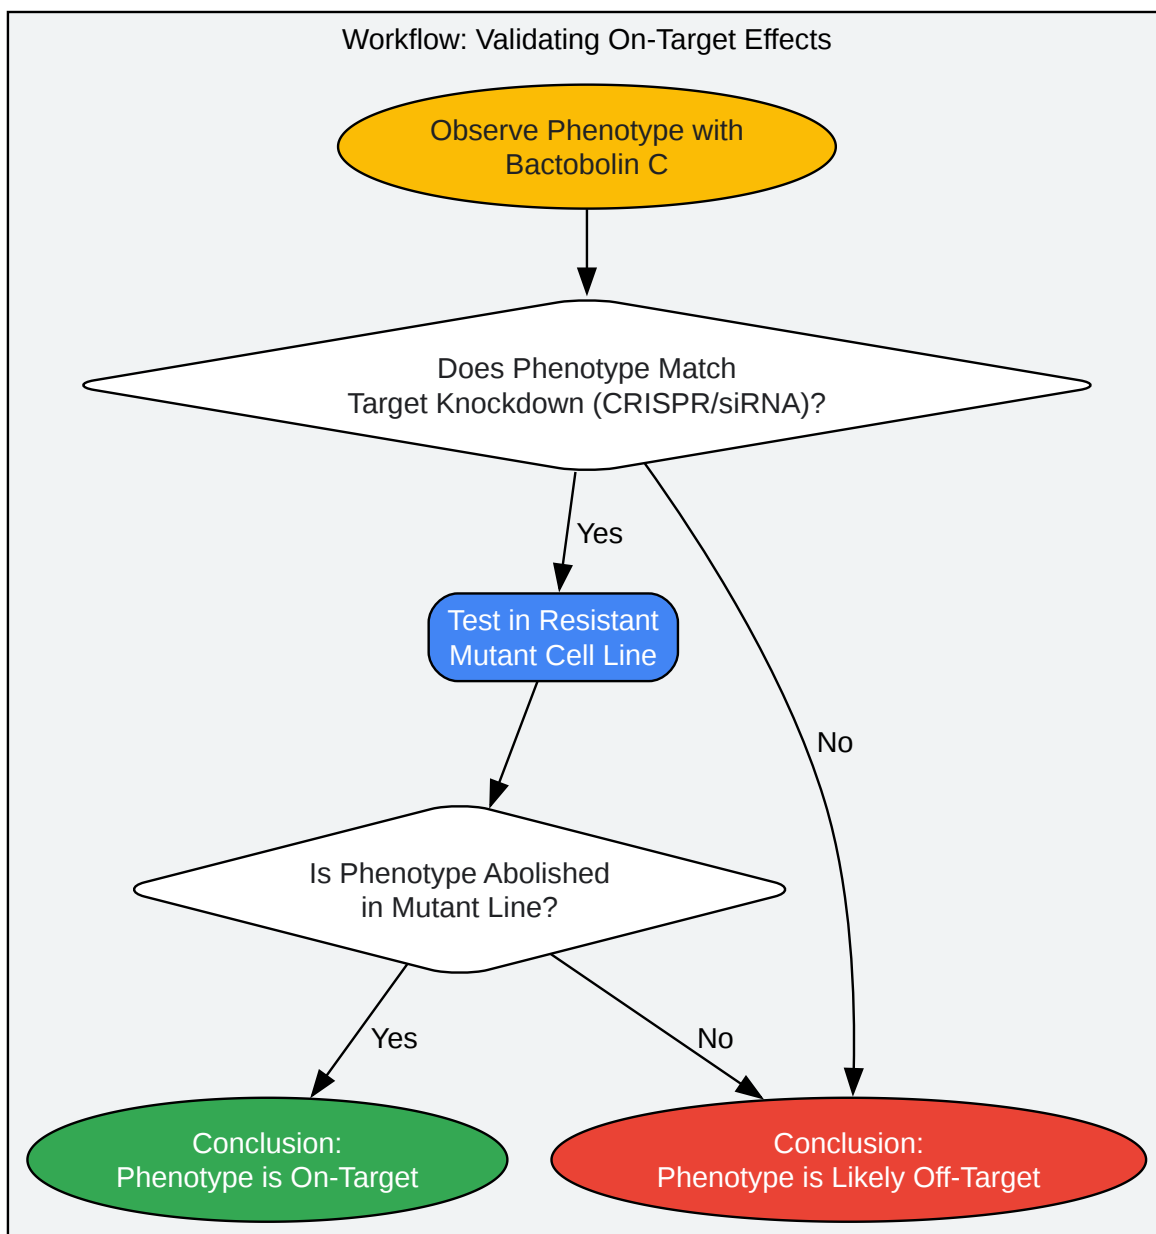 Workflow: Validating On-Target Effects
Observe Phenotype with
Bactobolin C
Does Phenotype Match
Target Knockdown (CRISPR/siRNA)?
Yes
Test in Resistant
Mutant Cell Line
No
Is Phenotype Abolished
in Mutant Line?
Yes
No
Conclusion:
Phenotype is On-Target
Conclusion:
Phenotype is Likely Off-Target